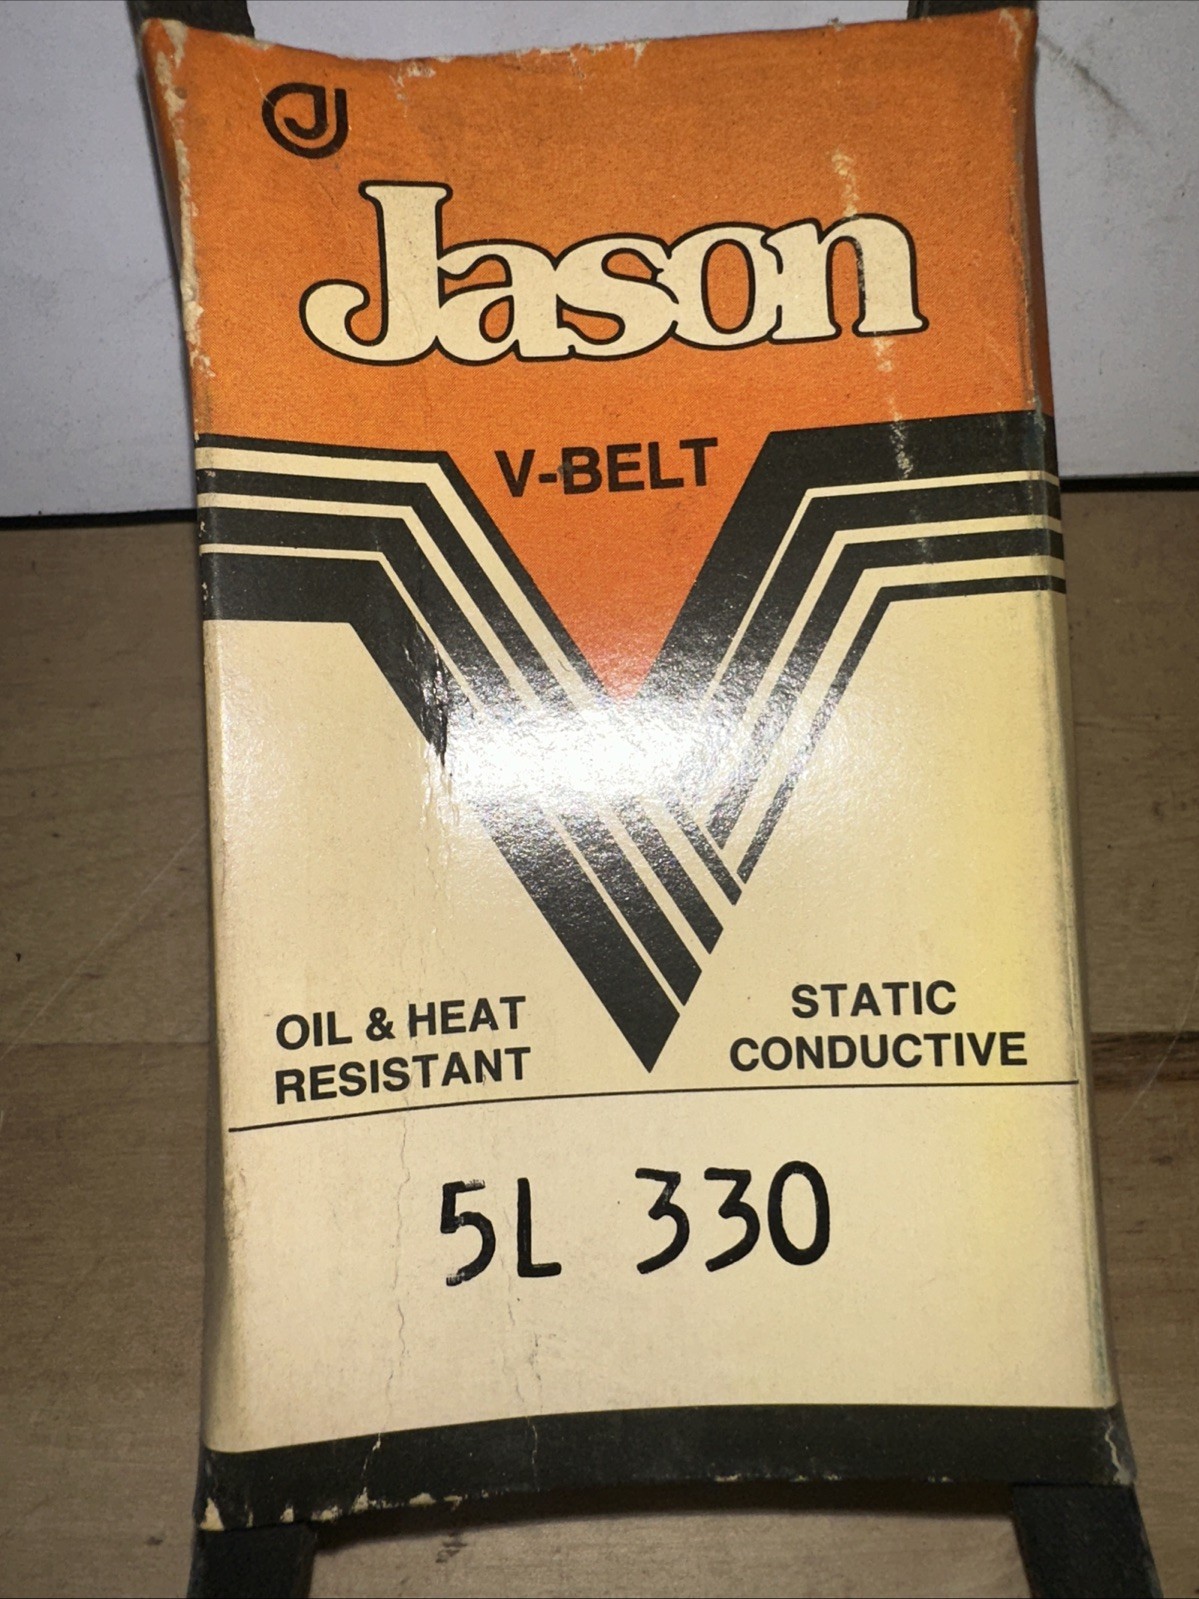 J
Jason
V-BELT
OIL & HEAT
RESISTANT
STATIC
CONDUCTIVE
5L 330